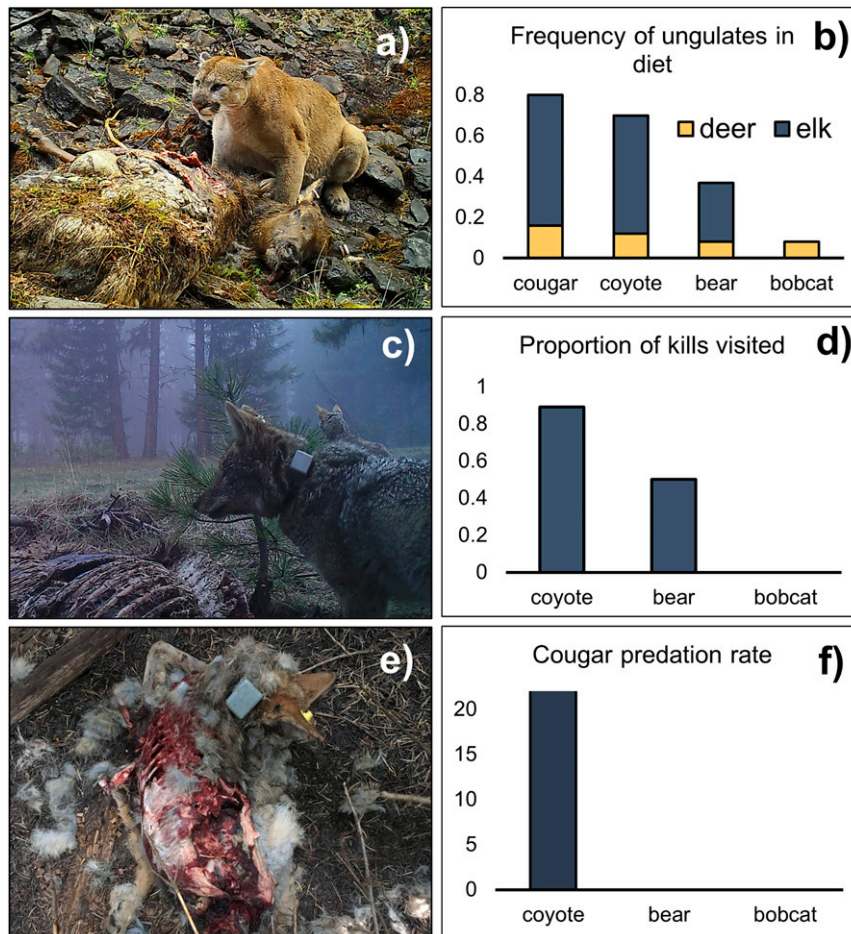 a)
b)
Frequency of ungulates in
diet
0.8
0.6
0.4
0.2
0
deer
elk
cougar
coyote
bear
bobcat
c)
d)
Proportion of kills visited
1
0.8
0.6
0.4
0.2
0
coyote
bear
bobcat
e)
f)
Cougar predation rate
20
15
10
5
0
coyote
bear
bobcat